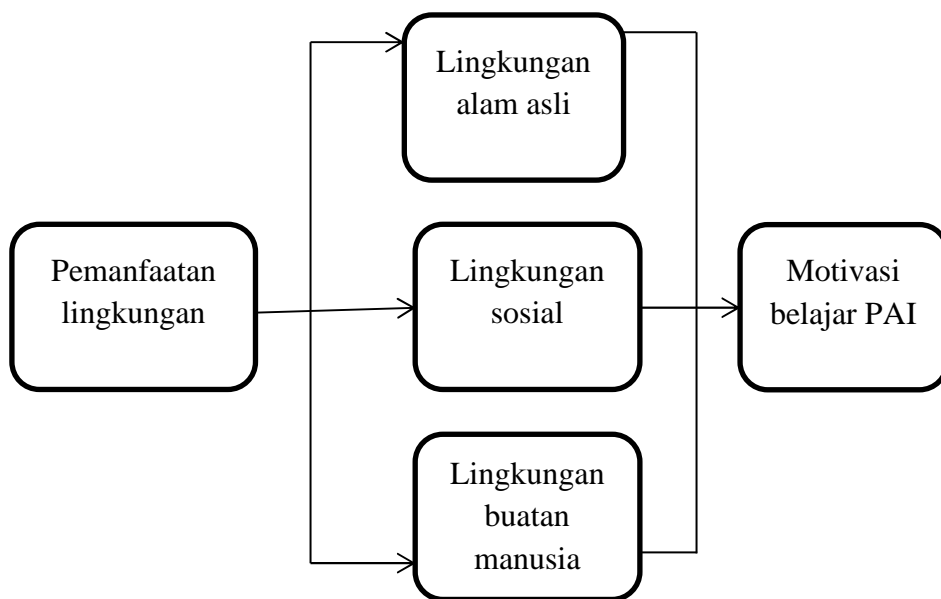 Lingkungan
alam asli
Pemanfaatan
lingkungan
Lingkungan
sosial
Motivasi
belajar PAI
Lingkungan
buatan
manusia